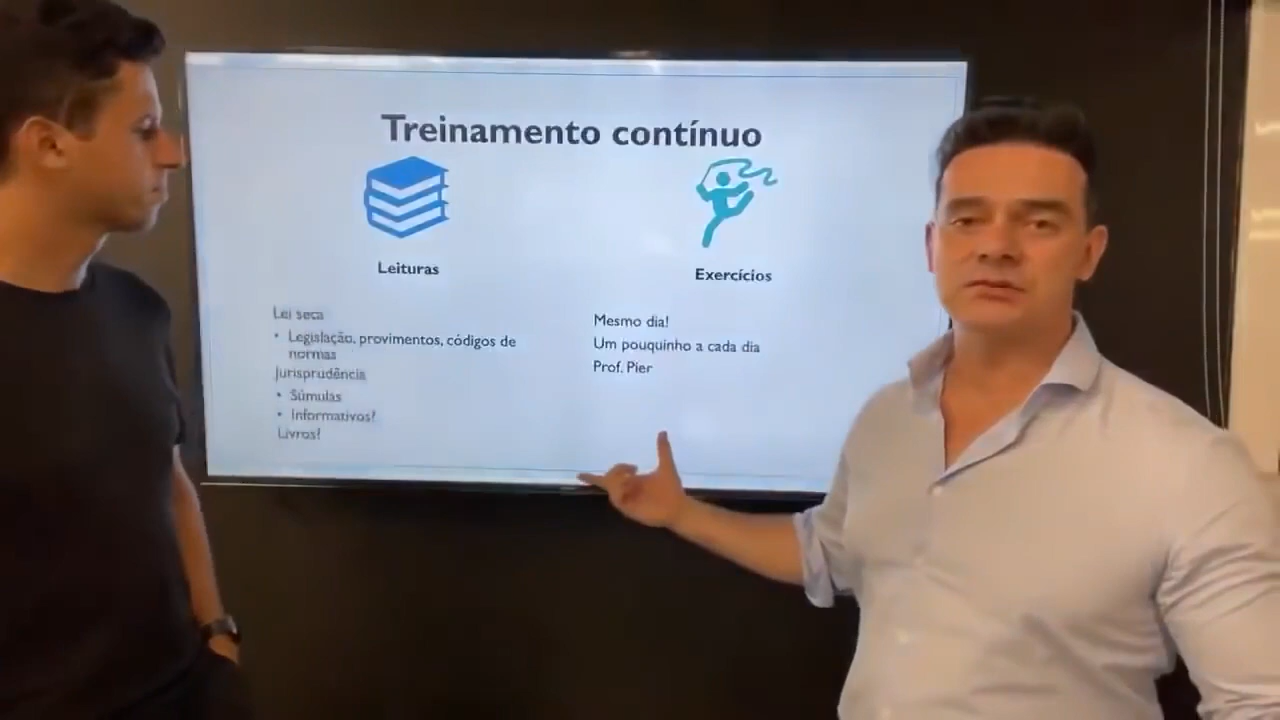 Treinamento contínuo
Leituras
Lei seca
• Legislação, provimentos, códigos de
normas
Jurisprudência
• Súmulas
• Informativos!
Livros!
Exercícios
Mesmo dia!
Um pouquinho a cada dia
Prof. Pier